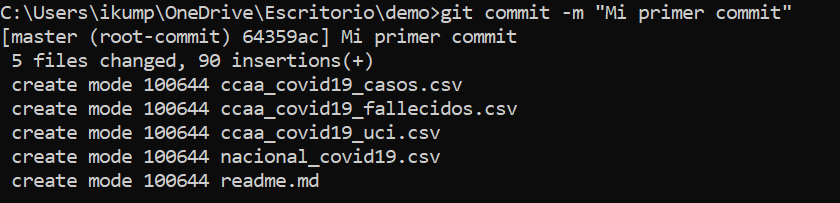 C:\Users\ikump\OneDrive\Escritorio\demo>git commit -m "Mi primer commit"
[master (root-commit) 64359ac] Mi primer commit
 5 files changed, 90 insertions(+)
 create mode 100644 ccaa_covid19_casos.csv
 create mode 100644 ccaa_covid19_fallecidos.csv
 create mode 100644 ccaa_covid19_uci.csv
 create mode 100644 nacional_covid19.csv
 create mode 100644 readme.md